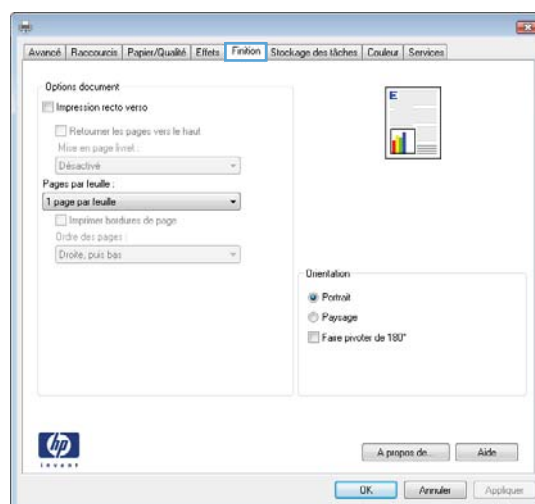 Avancé Raccourcis Papier/Qualité Effets Finition Stockage des tâches Couleur Services
Options document
Impression recto verso
Retourner les pages vers le haut
Mise en page livret :
Désactivé
Pages par feuille :
1 page par feuille
Imprimer bordures de page
Ordre des pages :
Droite, puis bas
E
Orientation
Portrait
Paysage
Faire pivoter de 180°
hp
invent
A propos de... Aide
OK Annuler Appliquer